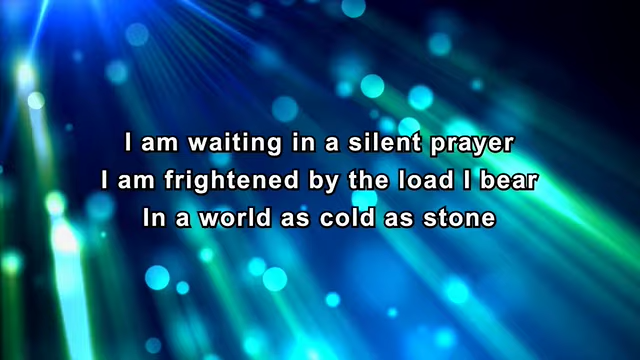 I am waiting in a silent prayer
I am frightened by the load I bear
In a world as cold as stone